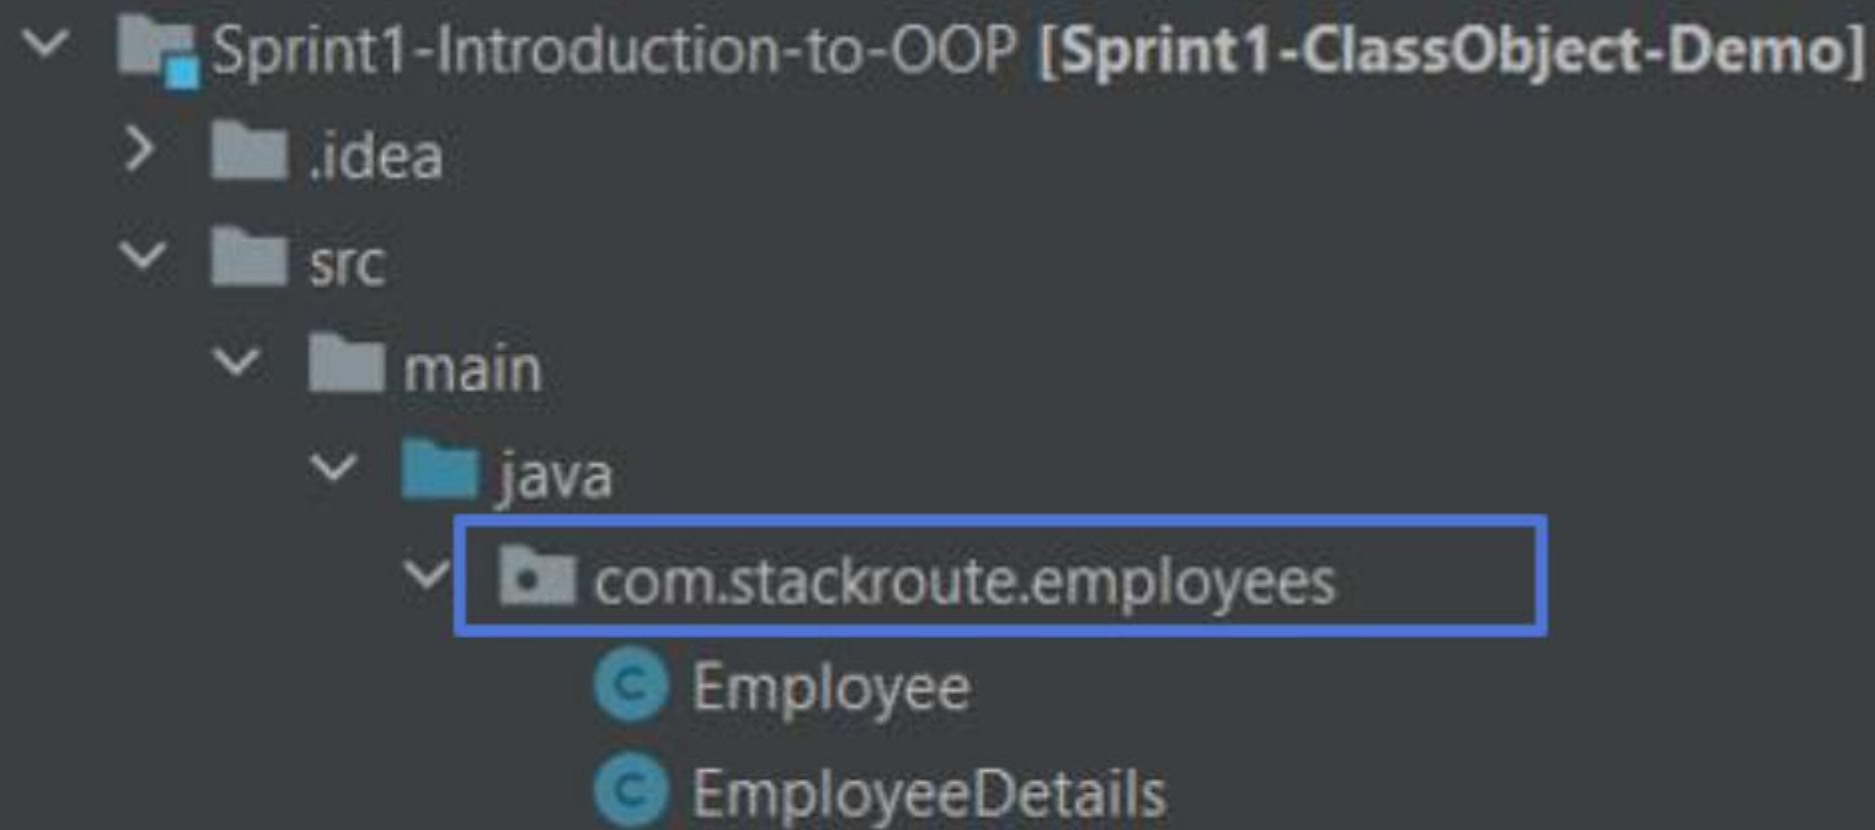 Sprint1-Introduction-to-OOP [Sprint1-ClassObject-Demo]
.idea
src
main
java
com.stackroute.employees
C Employee
C EmployeeDetails